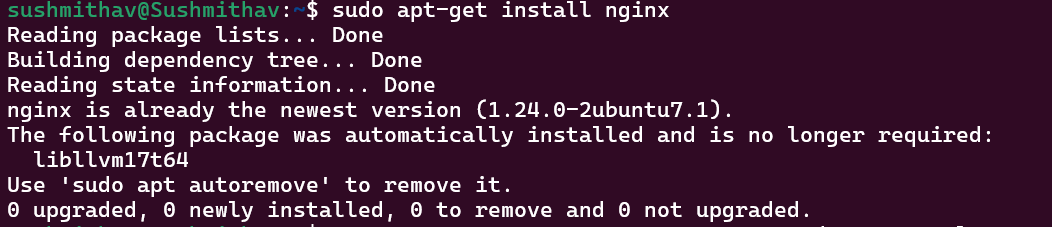 sushmithav@Sushmithav:~$ sudo apt-get install nginx
Reading package lists... Done
Building dependency tree... Done
Reading state information... Done
nginx is already the newest version (1.24.0-2ubuntu7.1).
The following package was automatically installed and is no longer required:
  libllvm17t64
Use 'sudo apt autoremove' to remove it.
0 upgraded, 0 newly installed, 0 to remove and 0 not upgraded.